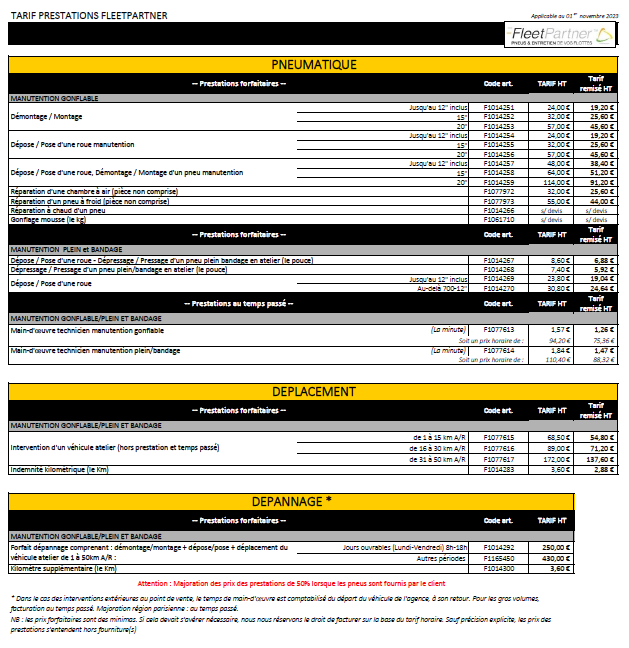 TARIF PRESTATIONS FLEETPARTNER
Applicable au 01er novembre 2023
FleetPartner
PNEUS & ENTRETIEN DE VOS FLOTTES
PNEUMATIQUE
-- Prestations forfaitaires -- Code art. TARIF HT Tarif remisé HT
MANUTENTION GONFLABLE
Démontage / Montage Jusqu'au 12" inclus F1014251 24,00 € 19,20 €
15" F1014252 32,00 € 25,60 €
20" F1014253 57,00 € 45,60 €
Dépose / Pose d'une roue manutention Jusqu'au 12" inclus F1014254 24,00 € 19,20 €
15" F1014255 32,00 € 25,60 €
20" F1014256 57,00 € 45,60 €
Dépose / Pose d'une roue, Démontage / Montage d'un pneu manutention Jusqu'au 12" inclus F1014257 48,00 € 38,40 €
15" F1014258 64,00 € 51,20 €
20" F1014259 114,00 € 91,20 €
Réparation d'une chambre à air (pièce non comprise) F1077972 32,00 € 25,60 €
Réparation d'un pneu à froid (pièce non comprise) F1077973 55,00 € 44,00 €
Réparation à chaud d'un pneu F1014266 s/ devis s/ devis
Gonflage mousse (le kg) F1061710 s/ devis s/ devis
-- Prestations forfaitaires -- Code art. TARIF HT Tarif remisé HT
MANUTENTION PLEIN et BANDAGE
Dépose / Pose d'une roue - Dépressage / Pressage d'un pneu plein bandage en atelier (le pouce) F1014267 8,60 € 6,88 €
Dépressage / Pressage d'un pneu plein/bandage en atelier (le pouce) F1014268 7,40 € 5,92 €
Dépose / Pose d'une roue Jusqu'au 12" inclus F1014269 23,80 € 19,04 €
Au-delà 700-12" F1014270 30,80 € 24,64 €
-- Prestations au temps passé -- Code art. TARIF HT Tarif remisé HT
MANUTENTION GONFLABLE/PLEIN ET BANDAGE
Main-d'œuvre technicien manutention gonflable (La minute) F1077613 1,57 € 1,26 €
Soit un prix horaire de : 94,20 € 75,36 €
Main-d'œuvre technicien manutention plein/bandage (La minute) F1077614 1,84 € 1,47 €
Soit un prix horaire de : 110,40 € 88,32 €
DEPLACEMENT
-- Prestations forfaitaires -- Code art. TARIF HT Tarif remisé HT
MANUTENTION GONFLABLE/PLEIN ET BANDAGE
Intervention d'un véhicule atelier (hors prestation et temps passé) de 1 à 15 km A/R F1077615 68,50 € 54,80 €
de 16 à 30 km A/R F1077616 89,00 € 71,20 €
de 31 à 50 km A/R F1077617 172,00 € 137,60 €
Indemnité kilométrique (le Km) F1014283 3,60 € 2,88 €
DEPANNAGE *
-- Prestations forfaitaires -- Code art. TARIF HT
MANUTENTION GONFLABLE/PLEIN ET BANDAGE
Forfait dépannage comprenant : démontage/montage + dépose/pose + déplacement du Jours ouvrables (Lundi-Vendredi) 8h-18h F1014292 250,00 €
véhicule atelier de 1 à 50km A/R : Autres périodes F1165450 430,00 €
Kilomètre supplémentaire (le Km) F1014300 3,60 €
Attention : Majoration des prix des prestations de 50% lorsque les pneus sont fournis par le client
* Dans le cas des interventions extérieures au point de vente, le temps de main-d'œuvre est comptabilisé du départ du véhicule de l'agence, à son retour. Pour les gros volumes,
facturation au temps passé. Majoration région parisienne : au temps passé.
NB : les prix forfaitaires sont des minimas. Si cela devait s'avérer nécessaire, nous nous réservons le droit de facturer sur la base du tarif horaire. Sauf précision explicite, les prix des
prestations s'entendent hors fourniture(s)